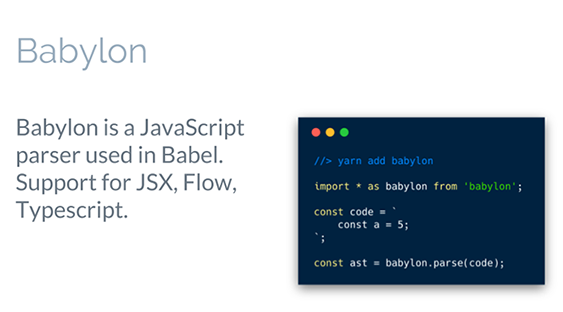 Babylon
Babylon is a JavaScript
parser used in Babel.
Support for JSX, Flow,
Typescript.
//> yarn add babylon
import * as babylon from 'babylon';
const code = `
const a = 5;
`;
const ast = babylon.parse(code);